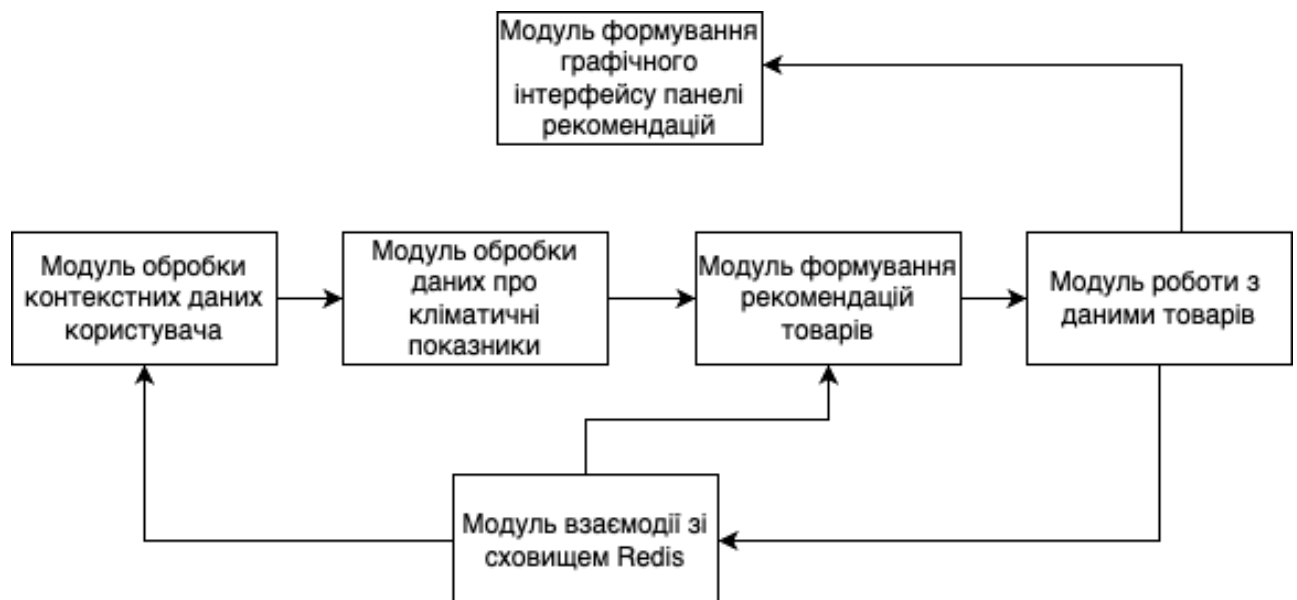 Модуль формування
графічного
інтерфейсу панелі
рекомендацій
Модуль обробки
контекстних даних
користувача
Модуль обробки
даних про
кліматичні
показники
Модуль формування
рекомендацій
товарів
Модуль роботи з
даними товарів
Модуль взаємодії зі
сховищем Redis